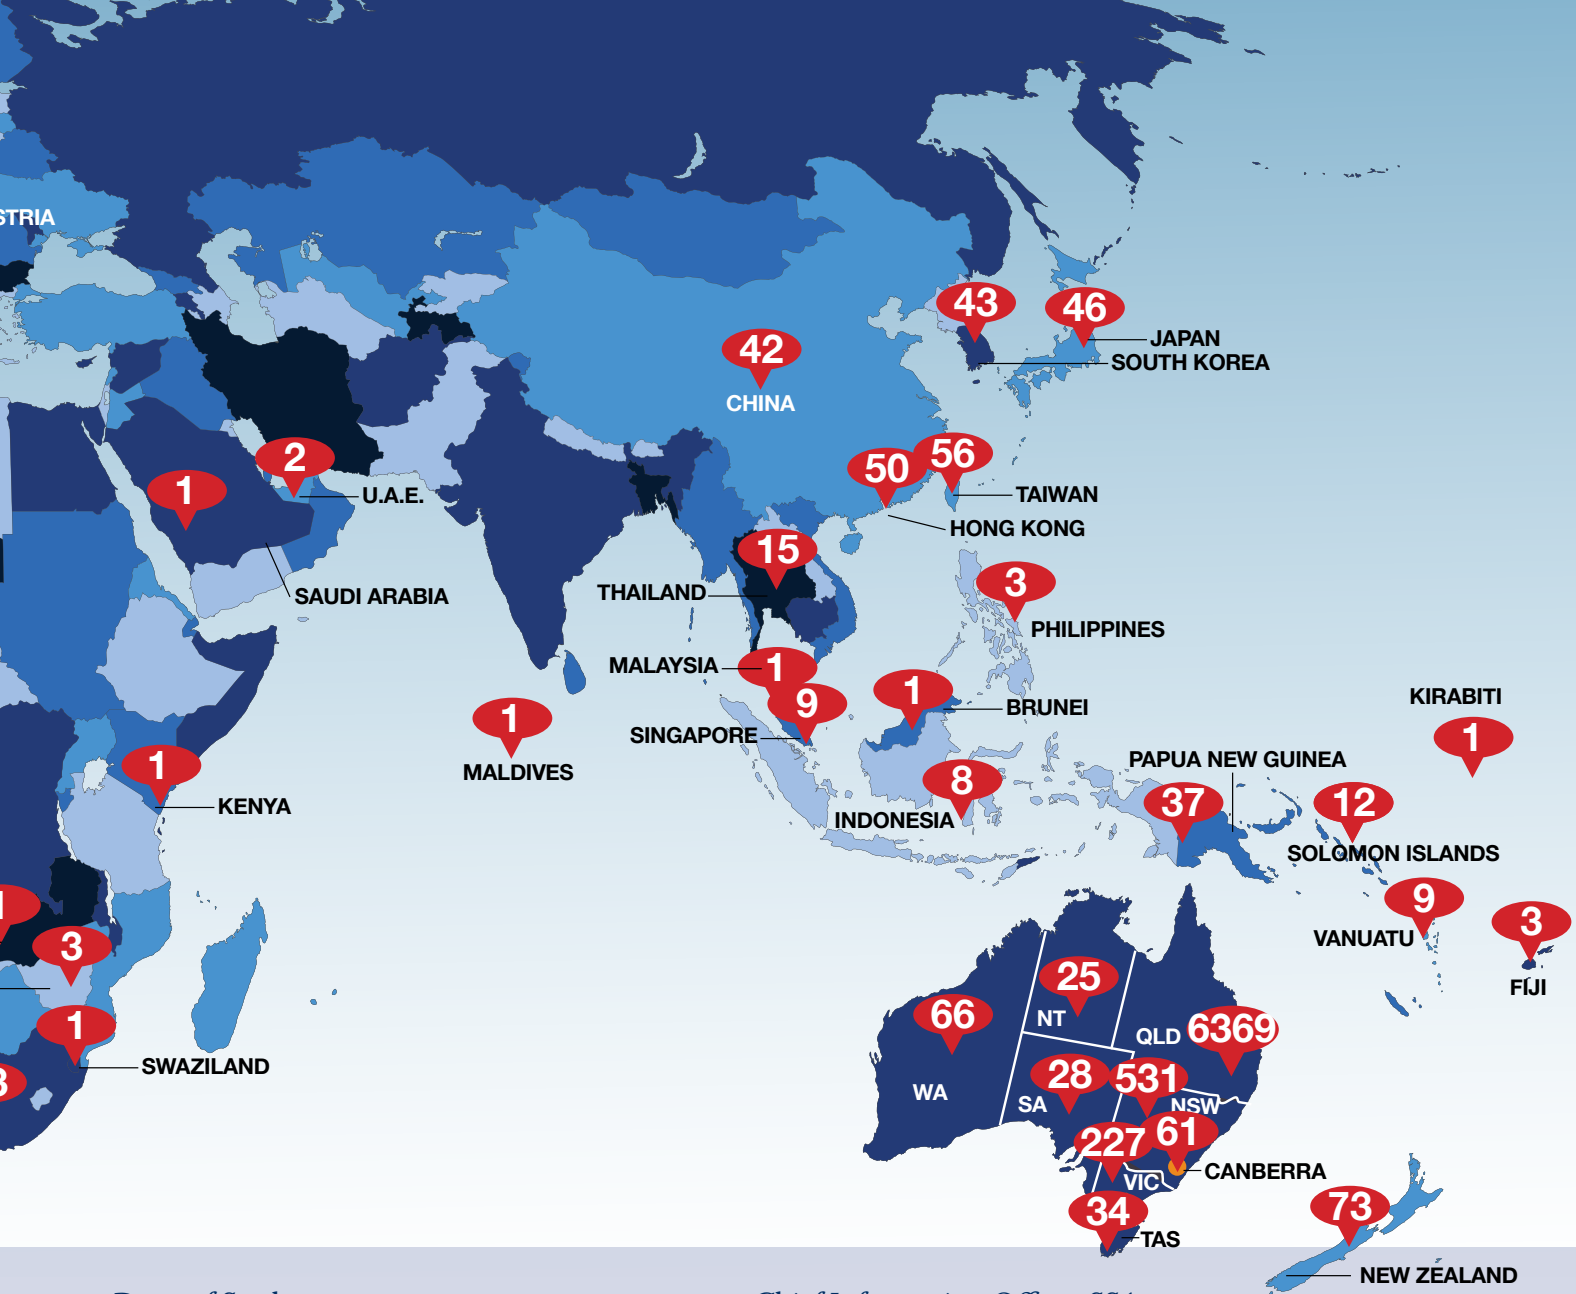 43
46
JAPAN
SOUTH KOREA
42
CHINA
2
U.A.E.
1
SAUDI ARABIA
50
56
TAIWAN
HONG KONG
15
THAILAND
3
PHILIPPINES
MALAYSIA
1
9
SINGAPORE
1
BRUNEI
1
MALDIVES
KIRABITI
1
1
KENYA
8
INDONESIA
PAPUA NEW GUINEA
37
12
SOLOMON ISLANDS
9
VANUATU
3
FIJI
3
1
SWAZILAND
25
NT
66
WA
QLD
6369
28
SA
531
NSW
227
61
VIC
CANBERRA
34
TAS
73
NEW ZEALAND